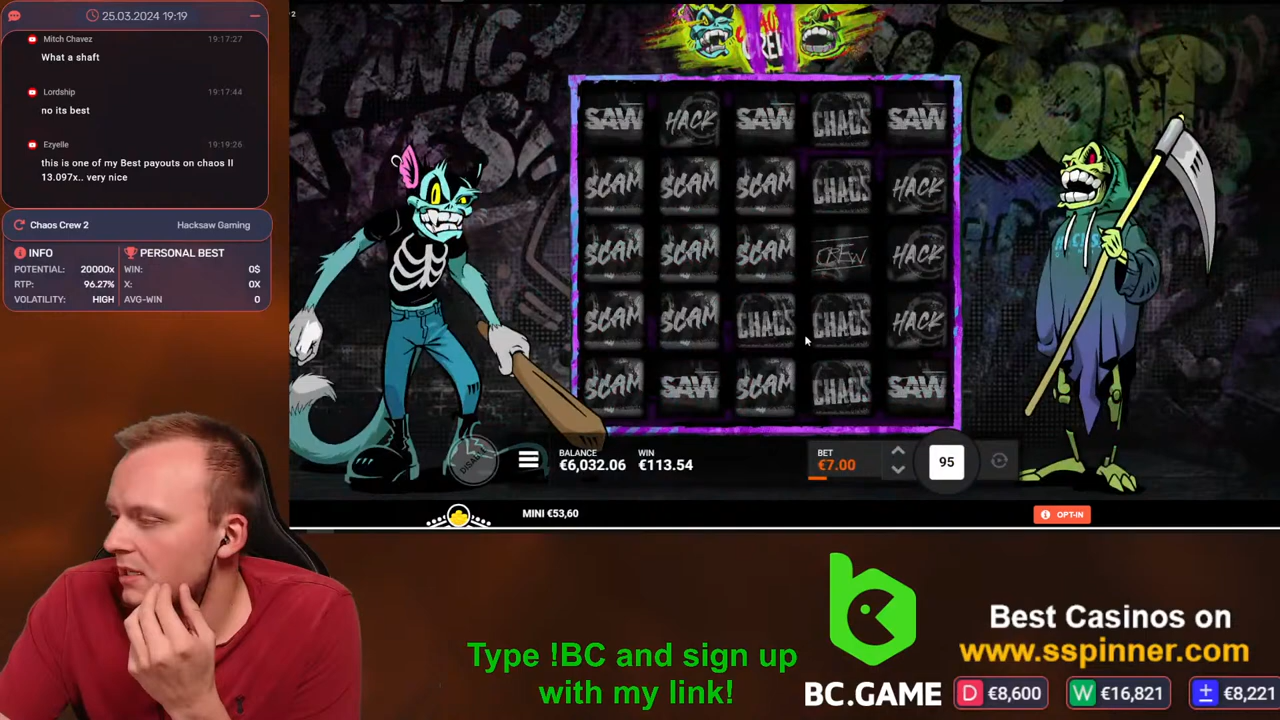 25.03.2024 19:19
Mitch Chavez 19:17:27
What a shaft
Lordship 19:17:44
no its best
Ezyelle 19:19:26
this is one of my Best payouts on chaos II
13.097x.. very nice
Chaos Crew 2 Hacksaw Gaming
INFO
POTENTIAL: 20000x
RTP: 96.27%
VOLATILITY: HIGH
PERSONAL BEST
WIN: 0$
X: 0X
AVG-WIN 0
2
CREW
SAW HACK SAW CHAOS SAW
SCAM SCAM SCAM CHAOS HACK
SCAM SCAM SCAM CREW HACK
SCAM SCAM CHAOS CHAOS HACK
SCAM SAW SCAM CHAOS SAW
BALANCE
€6,032.06
WIN
€113.54
BET
€7.00
95
MINI €53,60
OPT-IN
Type !BC and sign up
with my link!
BC.GAME
Best Casinos on
www.sspinner.com
D €8,600 W €16,821 ± €8,221